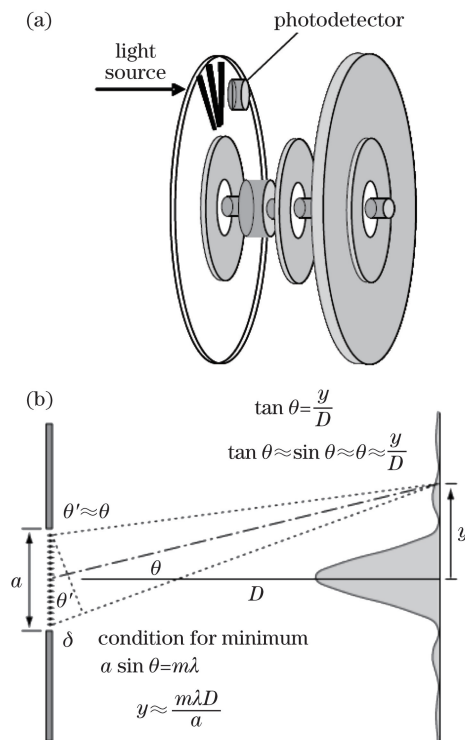 (a)
photodetector
light
source
(b)
tan θ=y/D
tan θ≈sin θ≈θ≈y/D
θ′≈θ
y
a
θ
θ′
D
δ
condition for minimum
a sin θ=mλ
y≈mλD/a